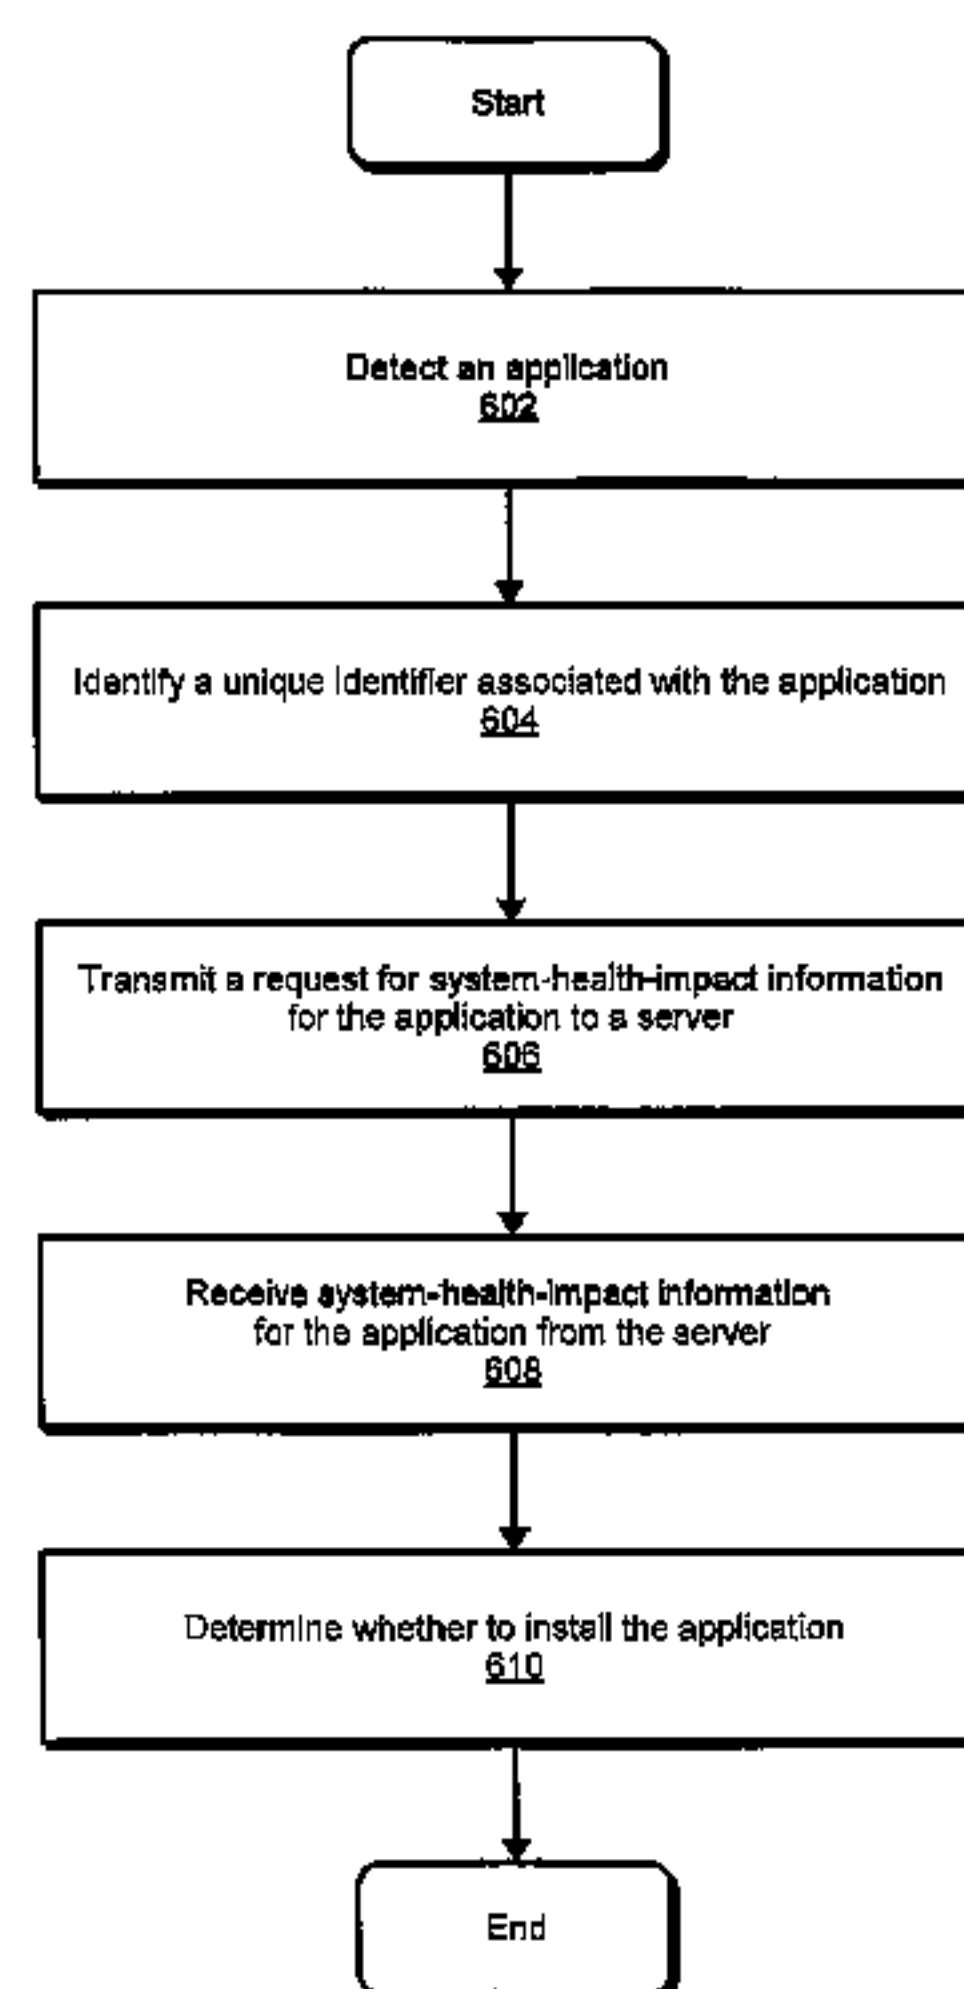 Start
Detect an application
602
Identify a unique identifier associated with the application
604
Transmit a request for system-health-impact information
for the application to a server
606
Receive system-health-impact information
for the application from the server
608
Determine whether to install the application
610
End